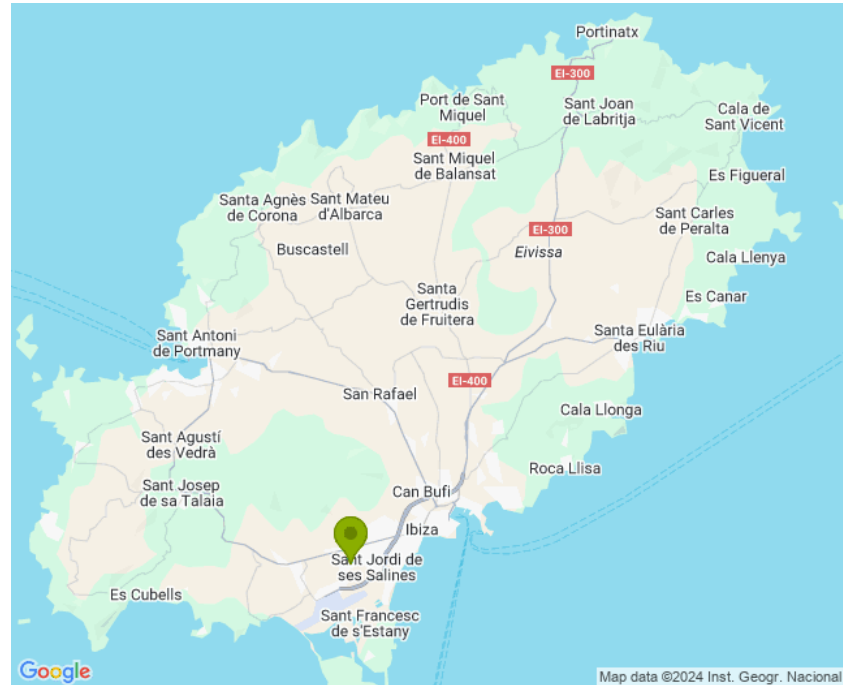 Portinatx
EI-300
Port de Sant
Miquel
Sant Joan
de Labritja
Cala de
Sant Vicent
EI-400
Sant Miquel
de Balansat
Es Figueral
Santa Agnès
de Corona
Sant Mateu
d'Albarca
Sant Carles
de Peralta
EI-300
Buscastell
Eivissa
Cala Llenya
Santa
Gertrudis
de Fruitera
Es Canar
Sant Antoni
de Portmany
Santa Eulària
des Riu
EI-400
San Rafael
Cala Llonga
Sant Agustí
des Vedrà
Roca Llisa
Sant Josep
de sa Talaia
Can Bufí
Ibiza
Sant Jordi de
ses Salines
Es Cubells
Sant Francesc
de s'Estany
Google
Map data ©2024 Inst. Geogr. Nacional